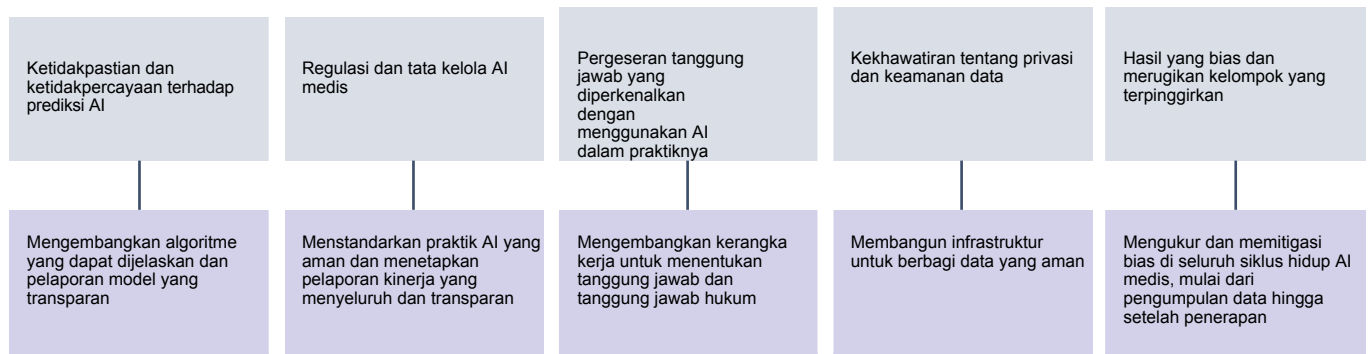 Ketidakpastian dan
ketidakpercayaan terhadap
prediksi AI
Regulasi dan tata kelola AI
medis
Pergeseran tanggung
jawab yang
diperkenalkan
dengan
menggunakan AI
dalam praktiknya
Kekhawatiran tentang privasi
dan keamanan data
Hasil yang bias dan
merugikan kelompok yang
terpinggirkan
Mengembangkan algoritme
yang dapat dijelaskan dan
pelaporan model yang
transparan
Menstandarkan praktik AI yang
aman dan menetapkan
pelaporan kinerja yang
menyeluruh dan transparan
Mengembangkan kerangka
kerja untuk menentukan
tanggung jawab dan
tanggung jawab hukum
Membangun infrastruktur
untuk berbagi data yang aman
Mengukur dan memitigasi
bias di seluruh siklus hidup AI
medis, mulai dari
pengumpulan data hingga
setelah penerapan